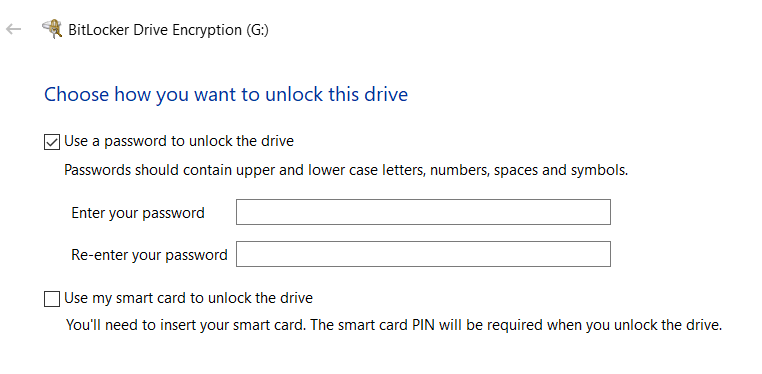 BitLocker Drive Encryption (G:)
Choose how you want to unlock this drive
Use a password to unlock the drive
Passwords should contain upper and lower case letters, numbers, spaces and symbols.
Enter your password
Re-enter your password
Use my smart card to unlock the drive
You'll need to insert your smart card. The smart card PIN will be required when you unlock the drive.